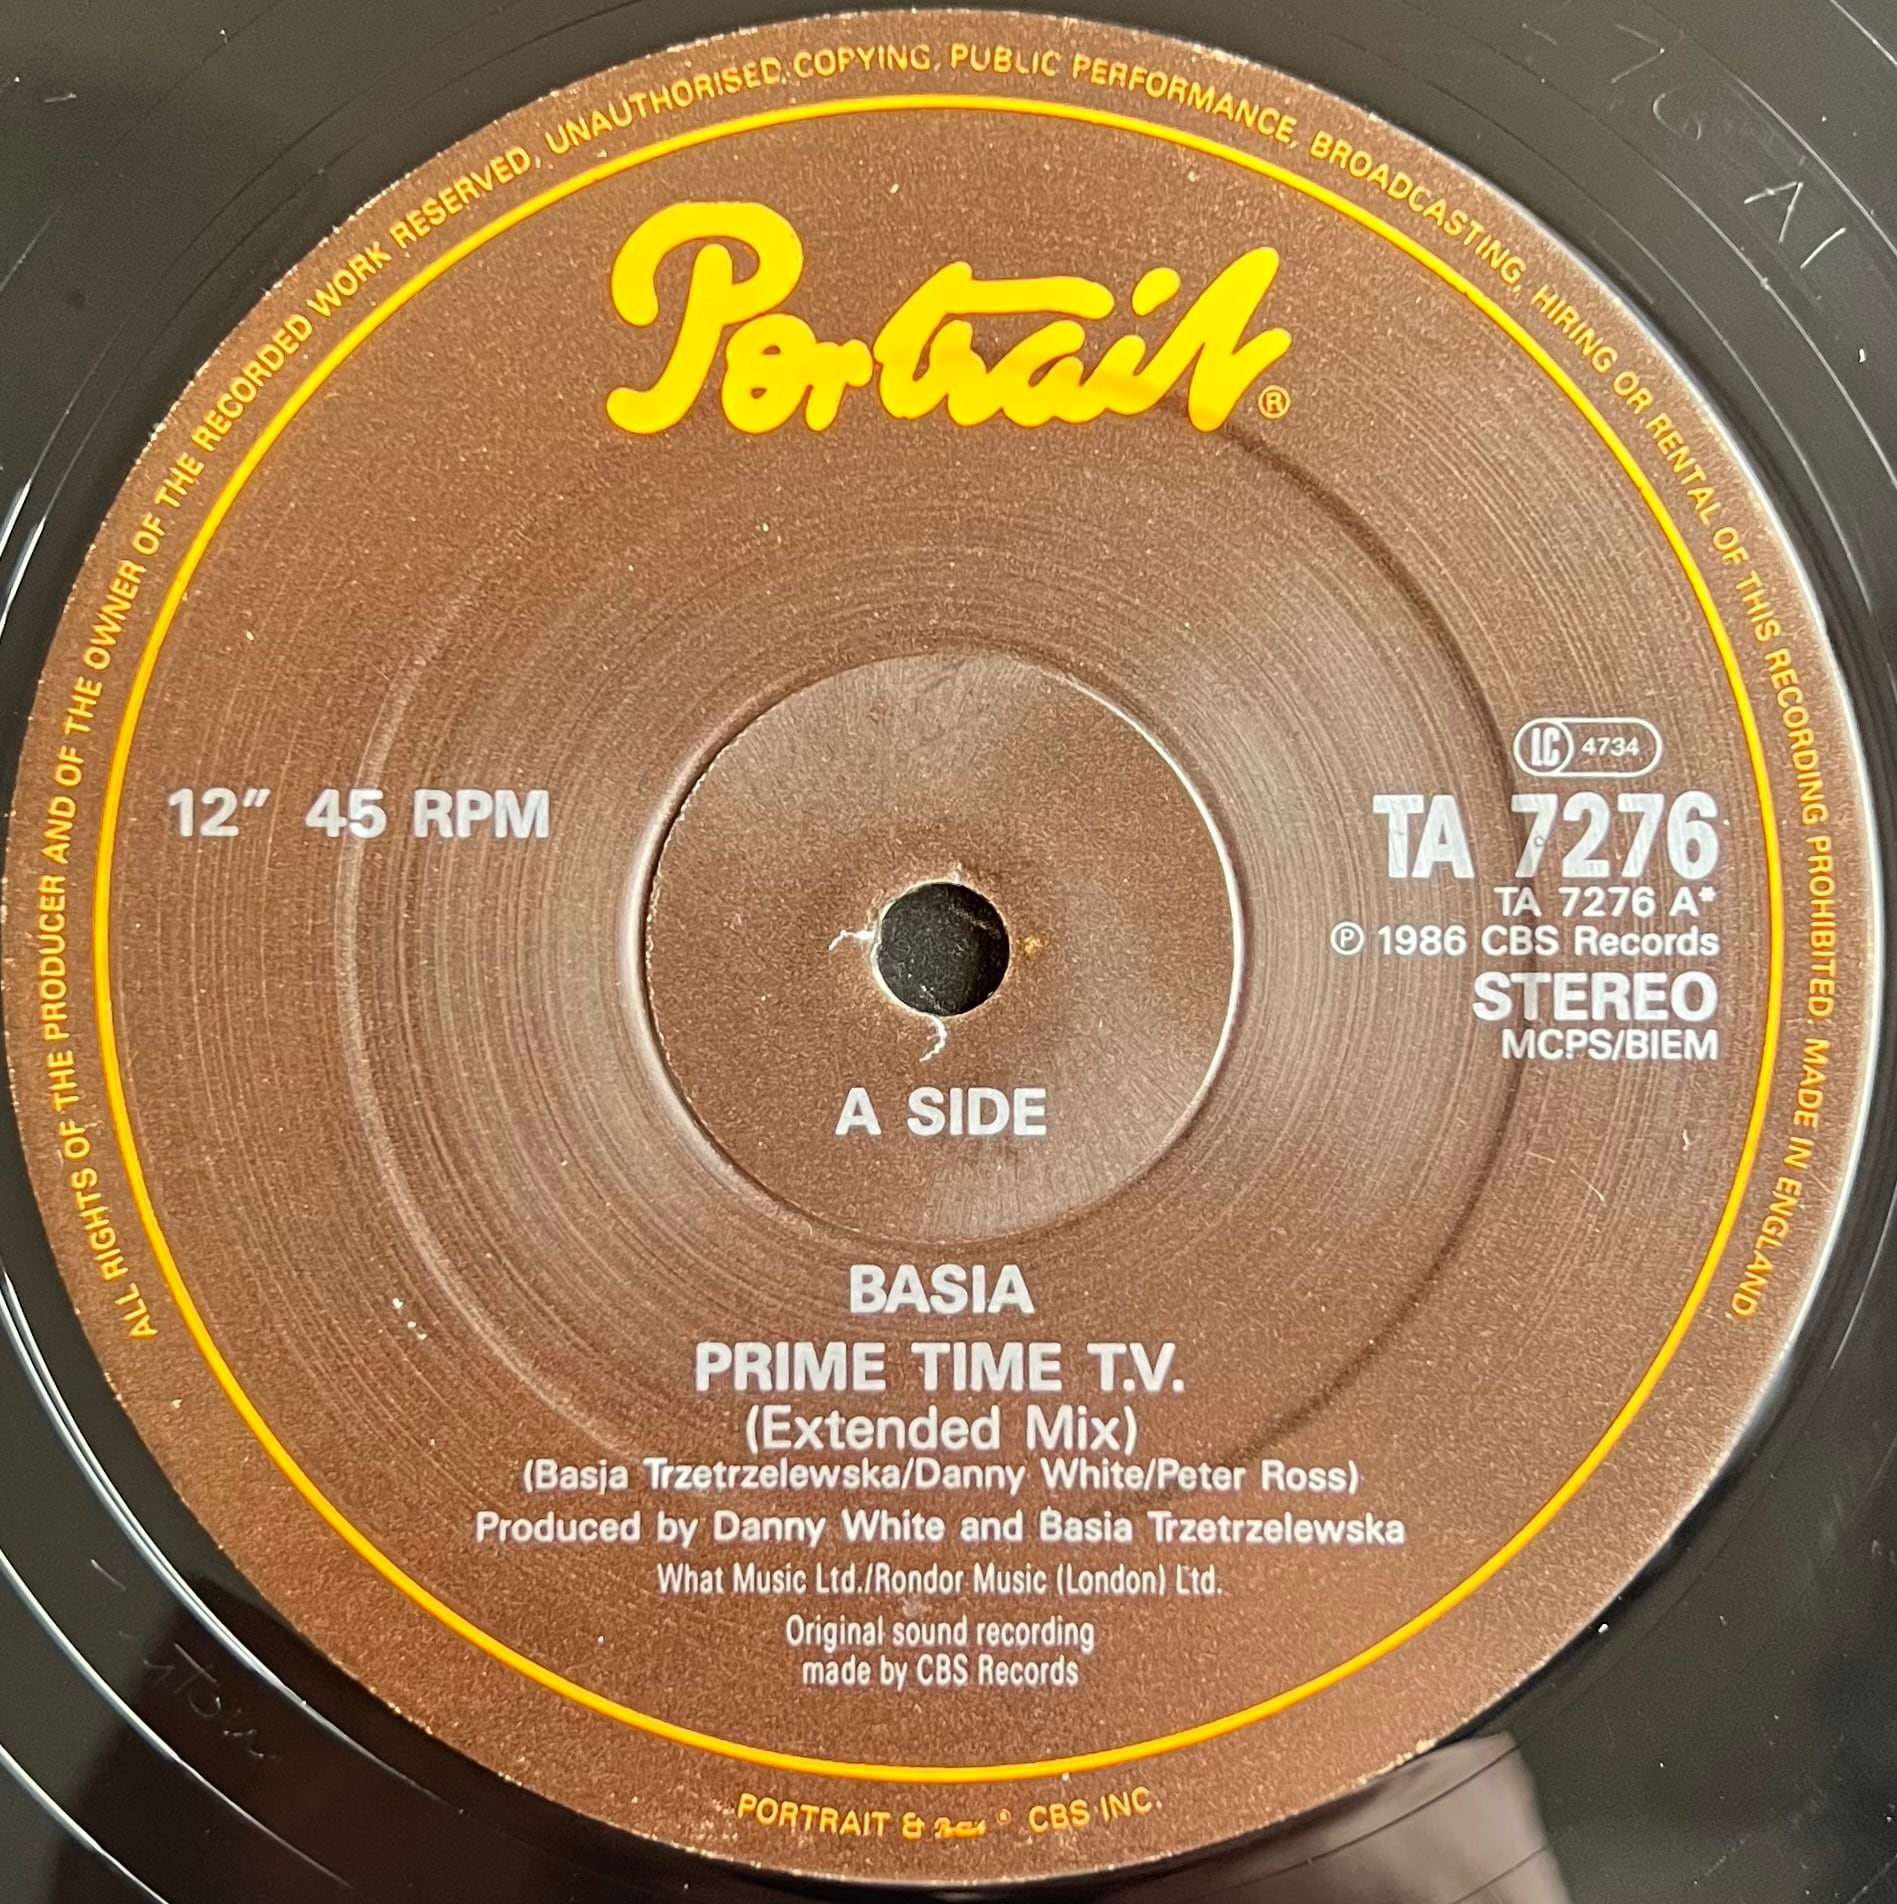 ALL RIGHTS OF THE PRODUCER AND OF THE OWNER OF THE RECORDED WORK RESERVED. UNAUTHORISED COPYING, PUBLIC PERFORMANCE, BROADCASTING, HIRING OR RENTAL OF THIS RECORDING PROHIBITED. MADE IN ENGLAND
Portrait®
12" 45 RPM
LC 4734
TA 7276
TA 7276 A*
℗ 1986 CBS Records
STEREO
MCPS/BIEM
A SIDE
BASIA
PRIME TIME T.V.
(Extended Mix)
(Basja Trzetrzelewska/Danny White/Peter Ross)
Produced by Danny White and Basia Trzetrzelewska
What Music Ltd./Rondor Music (London) Ltd.
Original sound recording
made by CBS Records
PORTRAIT & Portrait ® CBS INC.
A1